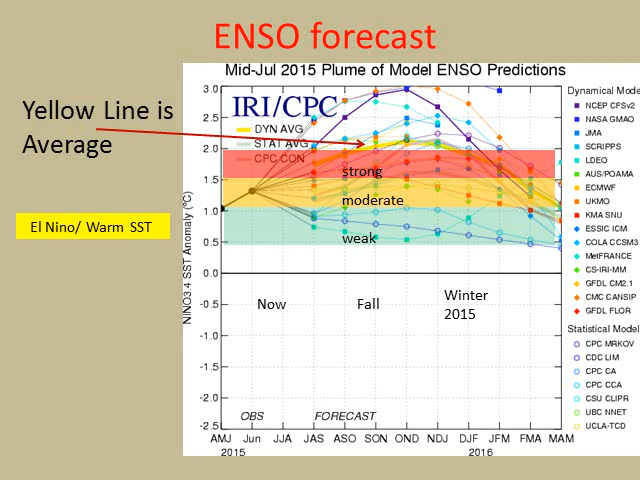 ENSO forecast
Yellow Line is
Average
El Nino/ Warm SST
Mid-Jul 2015 Plume of Model ENSO Predictions
IRI/CPC
DYN AVG
STAT AVG
CPC CON
strong
moderate
weak
Now
Fall
Winter
2015
OBS
FORECAST
NINO3.4 SST Anomaly (°C)
3.0
2.5
2.0
1.5
1.0
0.5
0.0
-0.5
-1.0
-1.5
-2.0
-2.5
AMJ Jun JJA JAS ASO SON OND NDJ DJF JFM FMA MAM
2015 2016
Dynamical Mode
NCEP CFSv2
NASA GMAO
JMA
SCRIPPS
LDEO
AUS/POAMA
ECMWF
UKMO
KMA SNU
ESSIC ICM
COLA CCSM3
MetFRANCE
CS-IRI-MM
GFDL CM2.1
CMC CANSIP
GFDL FLOR
Statistical Model
CPC MRKOV
CDC LIM
CPC CA
CPC CCA
CSU CLIPR
UBC NNET
UCLA-TCD